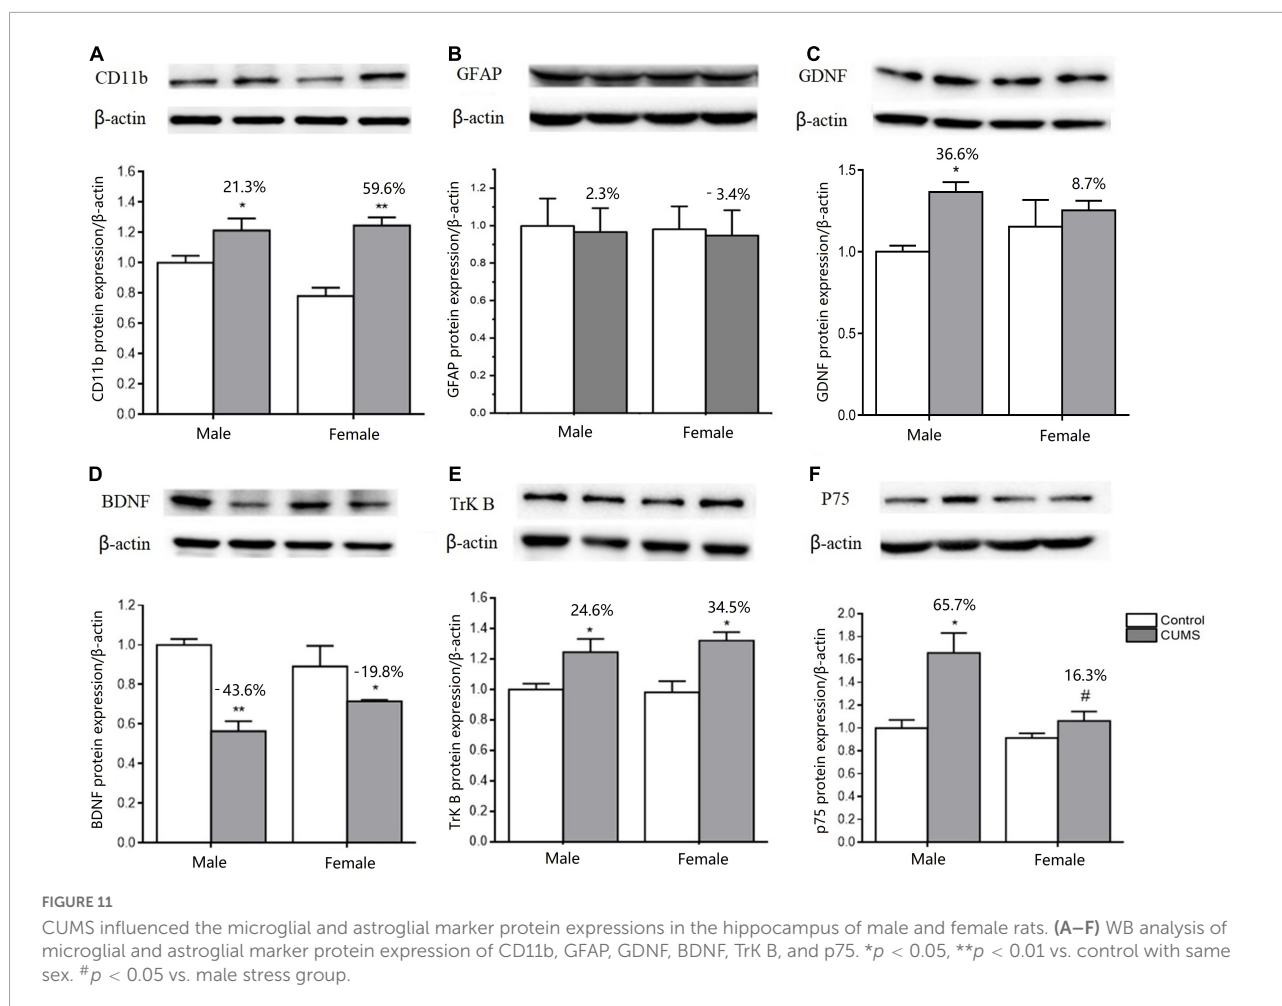 A
B
C
CD11b
GFAP
GDNF
β-actin
β-actin
β-actin
CD11b protein expression/β-actin
1.6
1.4
1.2
1.0
0.8
0.6
0.4
0.2
0.0
21.3%
*
59.6%
**
Male
Female
GFAP protein expression/β-actin
1.2
1.0
0.8
0.6
0.4
0.2
0.0
2.3%
- 3.4%
Male
Female
GDNF protein expression/β-actin
1.5
1.0
0.5
0.0
36.6%
*
8.7%
Male
Female
D
E
F
BDNF
TrK B
P75
β-actin
β-actin
β-actin
BDNF protein expression/β-actin
1.2
1.0
0.8
0.6
0.4
0.2
0.0
-43.6%
**
-19.8%
*
Male
Female
TrK B protein expression/β-actin
1.6
1.4
1.2
1.0
0.8
0.6
0.4
0.2
0.0
24.6%
*
34.5%
*
Male
Female
p75 protein expression/β-actin
2.0
1.8
1.6
1.4
1.2
1.0
0.8
0.6
0.4
0.2
0.0
65.7%
*
16.3%
#
Male
Female
Control
CUMS
FIGURE 11
CUMS influenced the microglial and astroglial marker protein expressions in the hippocampus of male and female rats. (A–F) WB analysis of
microglial and astroglial marker protein expression of CD11b, GFAP, GDNF, BDNF, TrK B, and p75. *p < 0.05, **p < 0.01 vs. control with same
sex. #p < 0.05 vs. male stress group.